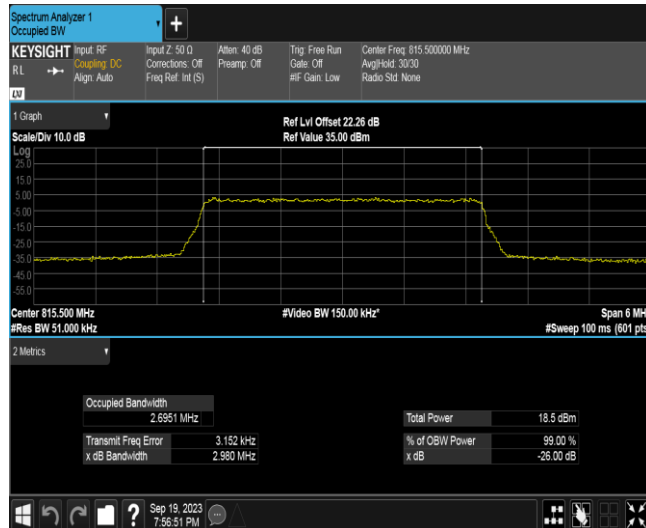 Spectrum Analyzer 1
Occupied BW
+
KEYSIGHT
Input: RF
Coupling: DC
Align: Auto
Input Z: 50 Ω
Corrections: Off
Freq Ref: Int (S)
Atten: 40 dB
Preamp: Off
Trig: Free Run
Gate: Off
#IF Gain: Low
Center Freq: 815.500000 MHz
Avg|Hold: 30/30
Radio Std: None
R L
LXI
1 Graph
Scale/Div 10.0 dB
Ref Lvl Offset 22.26 dB
Ref Value 35.00 dBm
Log
25.0
15.0
5.00
-5.00
-15.0
-25.0
-35.0
-45.0
-55.0
Center 815.500 MHz
#Video BW 150.00 kHz*
Span 6 MH
#Res BW 51.000 kHz
#Sweep 100 ms (601 pts
2 Metrics
Occupied Bandwidth
2.6951 MHz
Total Power 18.5 dBm
Transmit Freq Error 3.152 kHz
% of OBW Power 99.00 %
x dB Bandwidth 2.980 MHz
x dB -26.00 dB
?
Sep 19, 2023
7:56:51 PM